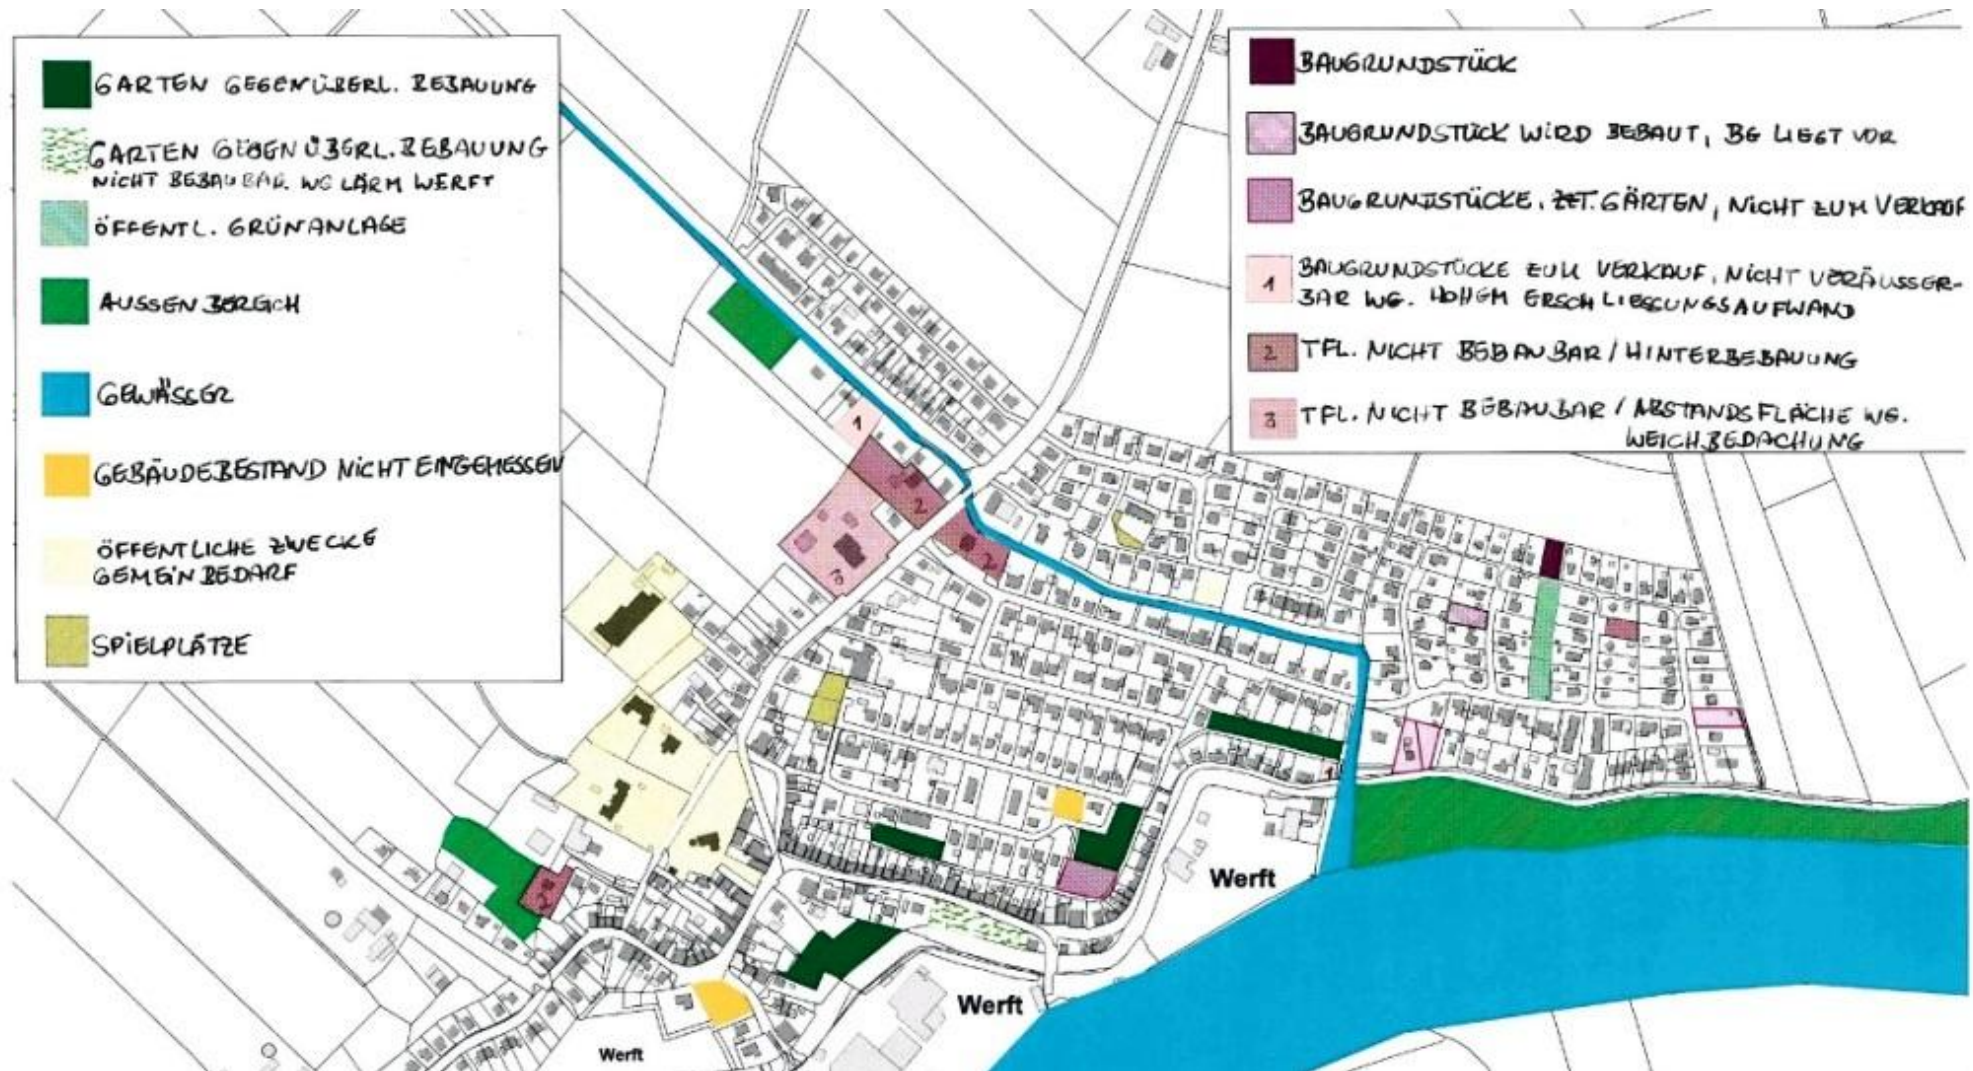 GARTEN GEGENÜBERL. BEBAUUNG
GARTEN GEGENÜBERL. BEBAUUNG
NICHT BEBAUBAR. WG LÄRM WERFT
ÖFFENTL. GRÜNANLAGE
AUSSENBEREICH
GEWÄSSER
GEBÄUDEBESTAND NICHT EINGEMESSEN
ÖFFENTLICHE ZWECKE
GEMEINBEDARF
SPIELPLÄTZE
BAUGRUNDSTÜCK
BAUGRUNDSTÜCK WIRD BEBAUT, BG LIEGT VOR
BAUGRUNDSTÜCKE, ZZT. GÄRTEN, NICHT ZUM VERKAUF
1 BAUGRUNDSTÜCKE ZUM VERKAUF, NICHT VERÄUSSER-
BAR WG. HOHEM ERSCHLIESSUNGSAUFWAND
2 TFL. NICHT BEBAUBAR / HINTERBEBAUUNG
3 TFL. NICHT BEBAUBAR / ABSTANDSFLÄCHE WG.
WEICHBEDACHUNG
1
2
2
3
1
2
Werft
Werft
Werft